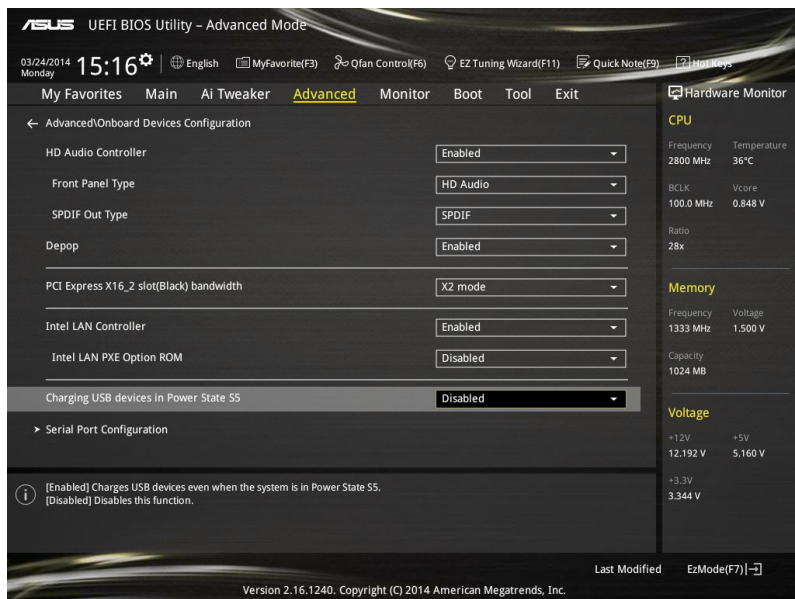 ASUS UEFI BIOS Utility – Advanced Mode
03/24/2014
Monday
15:16
English MyFavorite(F3) Qfan Control(F6) EZ Tuning Wizard(F11) Quick Note(F9) ? Hot Keys
My Favorites Main Ai Tweaker Advanced Monitor Boot Tool Exit
Hardware Monitor
← Advanced\Onboard Devices Configuration
HD Audio Controller Enabled
Front Panel Type HD Audio
SPDIF Out Type SPDIF
Depop Enabled
PCI Express X16_2 slot(Black) bandwidth X2 mode
Intel LAN Controller Enabled
Intel LAN PXE Option ROM Disabled
Charging USB devices in Power State S5 Disabled
> Serial Port Configuration
[Enabled] Charges USB devices even when the system is in Power State S5.
[Disabled] Disables this function.
CPU
Frequency Temperature
2800 MHz 36°C
BCLK Vcore
100.0 MHz 0.848 V
Ratio
28x
Memory
Frequency Voltage
1333 MHz 1.500 V
Capacity
1024 MB
Voltage
+12V +5V
12.192 V 5.160 V
+3.3V
3.344 V
Last Modified EzMode(F7)
Version 2.16.1240. Copyright (C) 2014 American Megatrends, Inc.